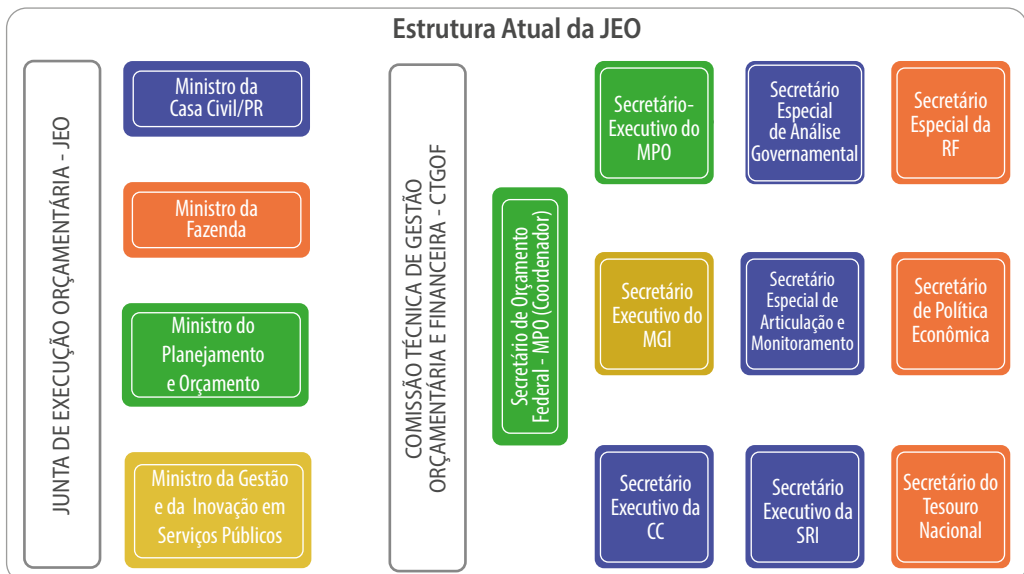 Estrutura Atual da JEO
JUNTA DE EXECUÇÃO ORÇAMENTÁRIA - JEO
Ministro da
Casa Civil/PR
Ministro da
Fazenda
Ministro do
Planejamento
e Orçamento
Ministro da Gestão
e da Inovação em
Serviços Públicos
COMISSÃO TÉCNICA DE GESTÃO
ORÇAMENTÁRIA E FINANCEIRA - CTGOF
Secretário de Orçamento
Federal - MPO (Coordenador)
Secretário-
Executivo do
MPO
Secretário
Especial
de Análise
Governamental
Secretário
Especial da
RF
Secretário
Executivo do
MGI
Secretário
Especial de
Articulação e
Monitoramento
Secretário
de Política
Econômica
Secretário
Executivo da
CC
Secretário
Executivo da
SRI
Secretário do
Tesouro
Nacional